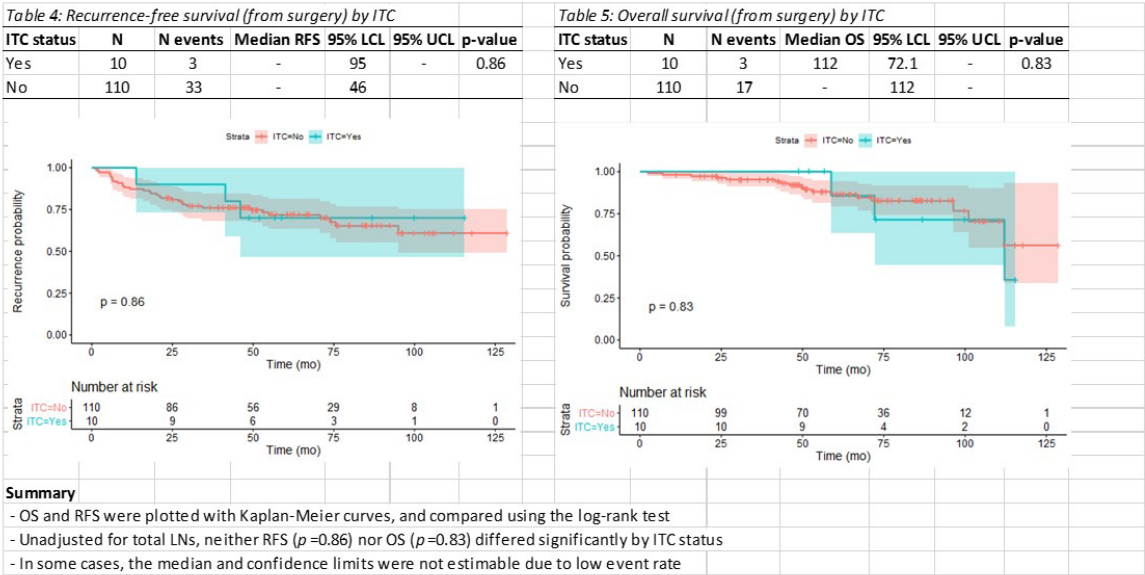 Table 4: Recurrence-free survival (from surgery) by ITC
ITC status N N events Median RFS 95% LCL 95% UCL p-value
Yes 10 3 - 95 - 0.86
No 110 33 - 46
Strata ITC=No ITC=Yes
1.00
0.75
0.50
0.25
0.00
Recurrence probability
p = 0.86
0 25 50 75 100 125
Time (mo)
Number at risk
Strata
ITC=No 110 86 56 29 8 1
ITC=Yes 10 9 6 3 1 0
0 25 50 75 100 125
Time (mo)
Table 5: Overall survival (from surgery) by ITC
ITC status N N events Median OS 95% LCL 95% UCL p-value
Yes 10 3 112 72.1 - 0.83
No 110 17 - 112 -
Strata ITC=No ITC=Yes
1.00
0.75
0.50
0.25
0.00
Survival probability
p = 0.83
0 25 50 75 100 125
Time (mo)
Number at risk
Strata
ITC=No 110 99 70 36 12 1
ITC=Yes 10 10 9 4 2 0
0 25 50 75 100 125
Time (mo)
Summary
- OS and RFS were plotted with Kaplan-Meier curves, and compared using the log-rank test
- Unadjusted for total LNs, neither RFS (p =0.86) nor OS (p =0.83) differed significantly by ITC status
- In some cases, the median and confidence limits were not estimable due to low event rate